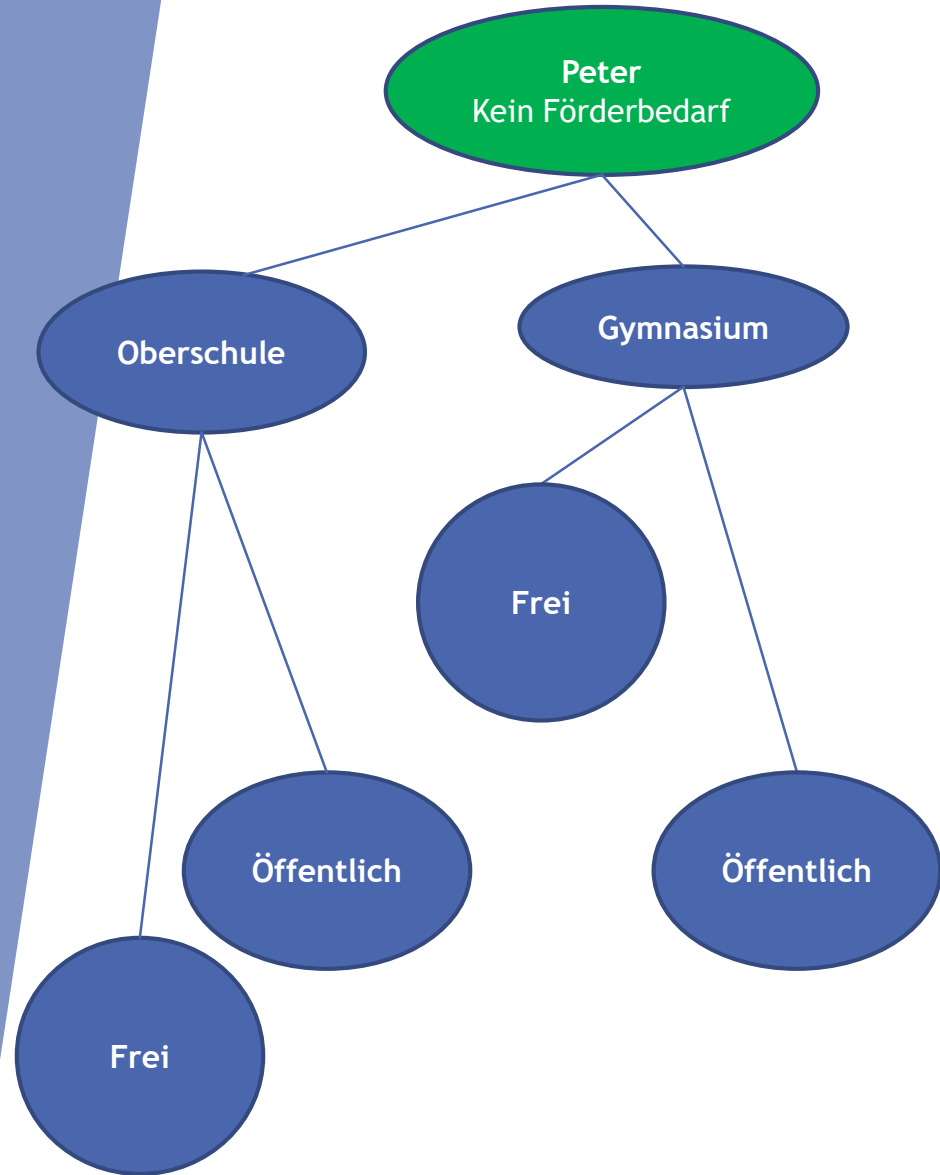 Peter
Kein Förderbedarf
Oberschule
Gymnasium
Frei
Öffentlich
Öffentlich
Frei